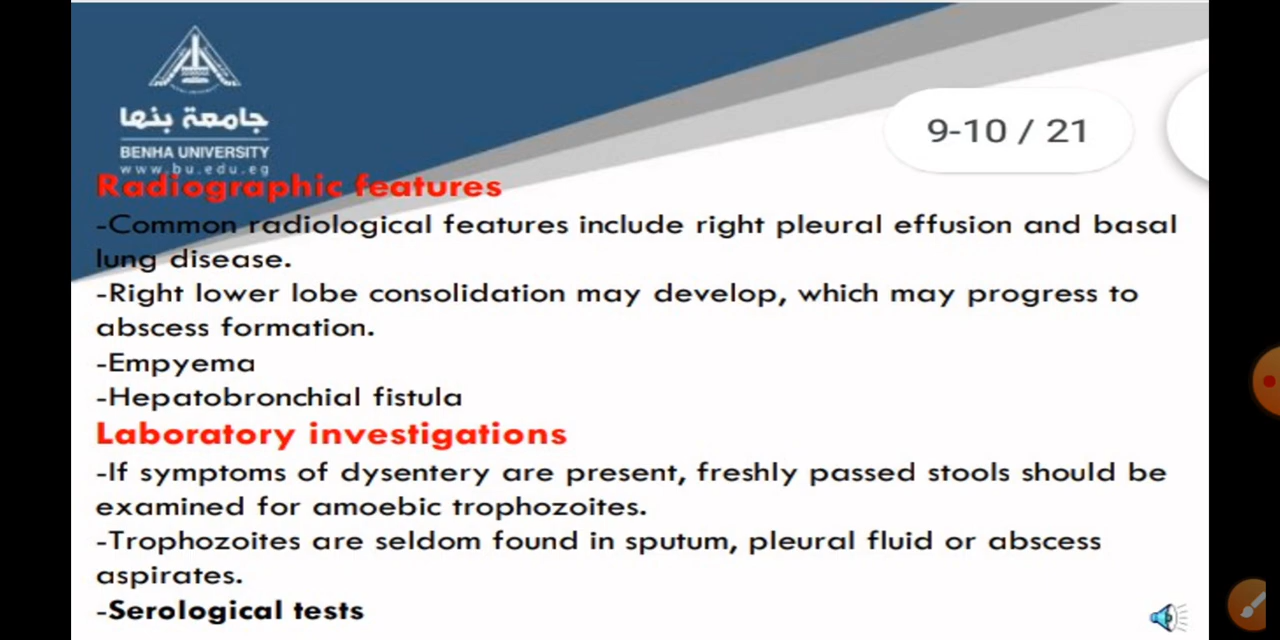 جامعة بنها
BENHA UNIVERSITY
www.bu.edu.eg
9-10 / 21
Radiographic features
-Common radiological features include right pleural effusion and basal
lung disease.
-Right lower lobe consolidation may develop, which may progress to
abscess formation.
-Empyema
-Hepatobronchial fistula
Laboratory investigations
-If symptoms of dysentery are present, freshly passed stools should be
examined for amoebic trophozoites.
-Trophozoites are seldom found in sputum, pleural fluid or abscess
aspirates.
-Serological tests